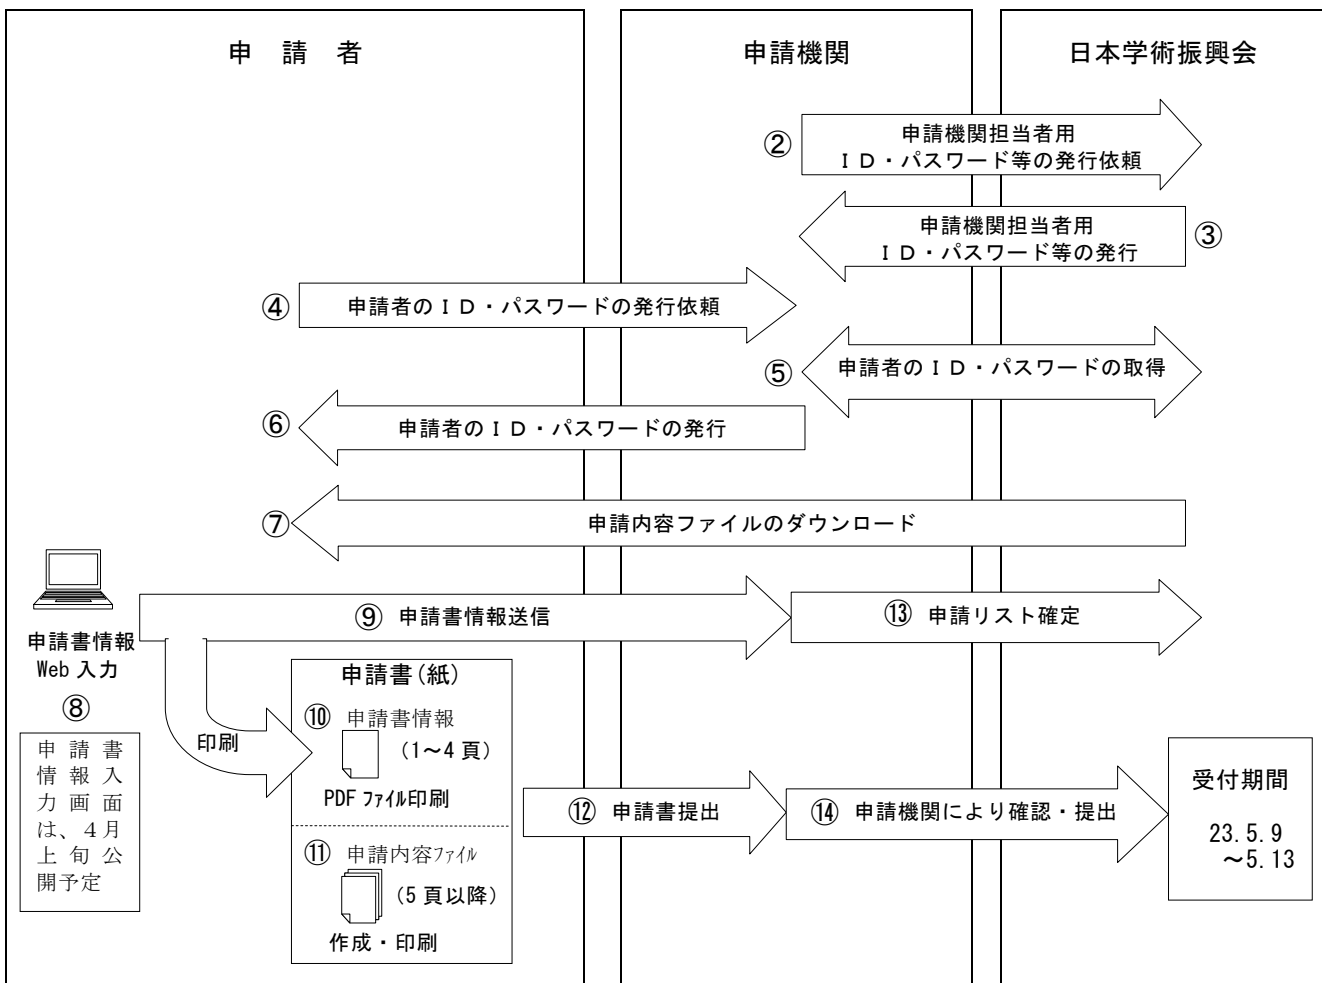 申　請　者
申請機関
日本学術振興会
②
申請機関担当者用
ＩＤ・パスワード等の発行依頼
申請機関担当者用
ＩＤ・パスワード等の発行
③
④
申請者のＩＤ・パスワードの発行依頼
⑤
申請者のＩＤ・パスワードの取得
⑥
申請者のＩＤ・パスワードの発行
⑦
申請内容ファイルのダウンロード
⑨ 申請書情報送信
⑬ 申請リスト確定
申請書情報
Web 入力
⑧
申請書
情報入
力画面
は、４月
上旬公
開予定
印刷
申請書(紙)
⑩ 申請書情報
(1～4 頁)
PDF ファイル印刷
⑪ 申請内容ファイル
(5 頁以降)
作成・印刷
⑫ 申請書提出
⑭ 申請機関により確認・提出
受付期間
23.5.9
～5.13